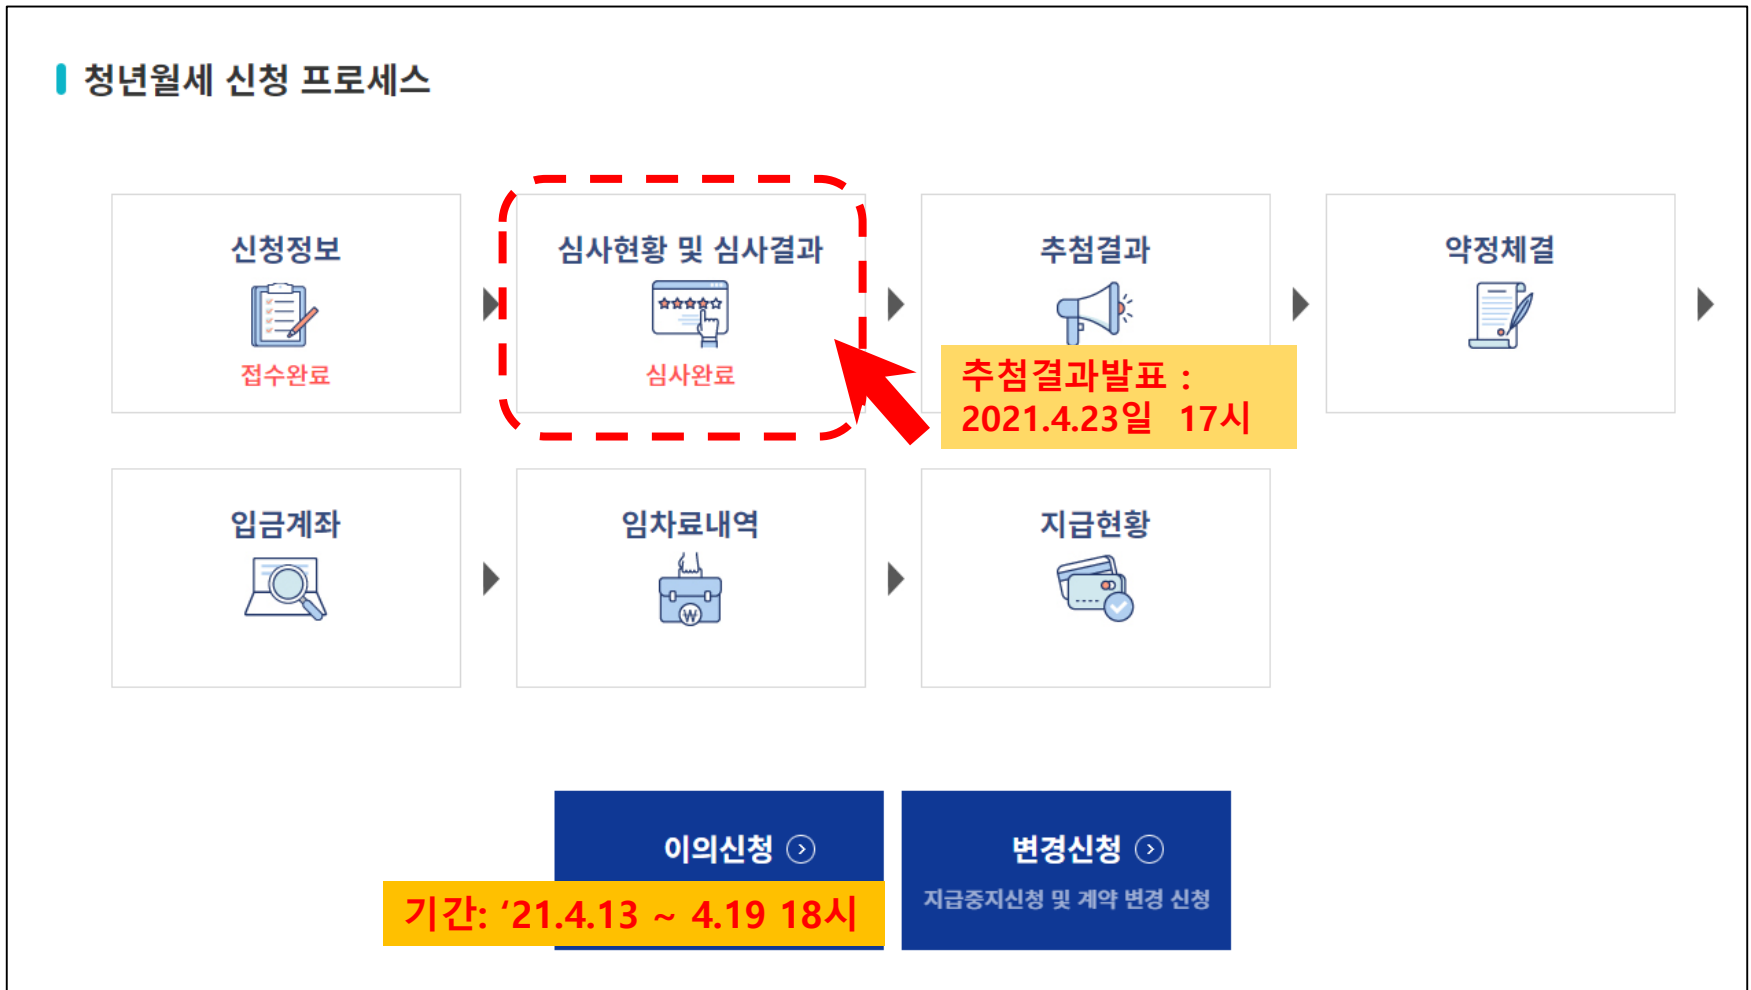 청년월세 신청 프로세스
신청정보
접수완료
심사현황 및 심사결과
심사완료
추첨결과
추첨결과발표 :
2021.4.23일 17시
약정체결
입금계좌
임차료내역
₩
지급현황
이의신청
기간: ‘21.4.13 ~ 4.19 18시
변경신청
지급중지신청 및 계약 변경 신청